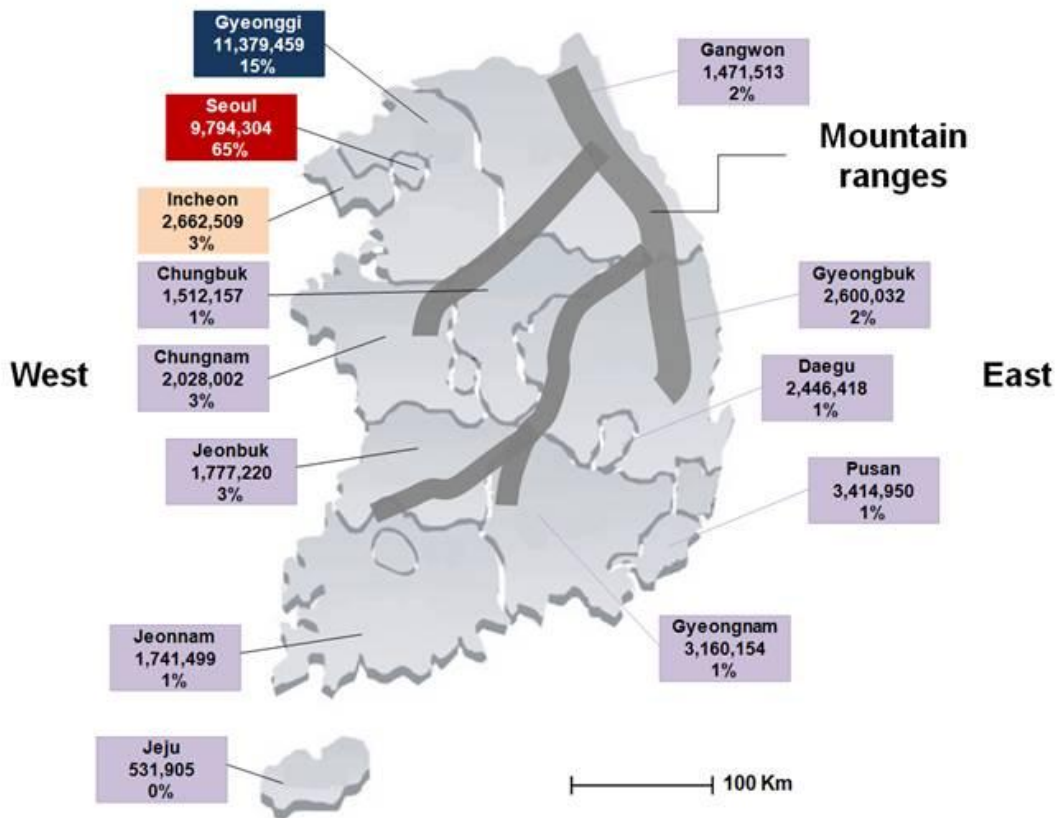 Gyeonggi
11,379,459
15%
Seoul
9,794,304
65%
Incheon
2,662,509
3%
Chungbuk
1,512,157
1%
Chungnam
2,028,002
3%
Jeonbuk
1,777,220
3%
Jeonnam
1,741,499
1%
Jeju
531,905
0%
West
Gangwon
1,471,513
2%
Mountain
ranges
Gyeongbuk
2,600,032
2%
Daegu
2,446,418
1%
East
Pusan
3,414,950
1%
Gyeongnam
3,160,154
1%
100 Km